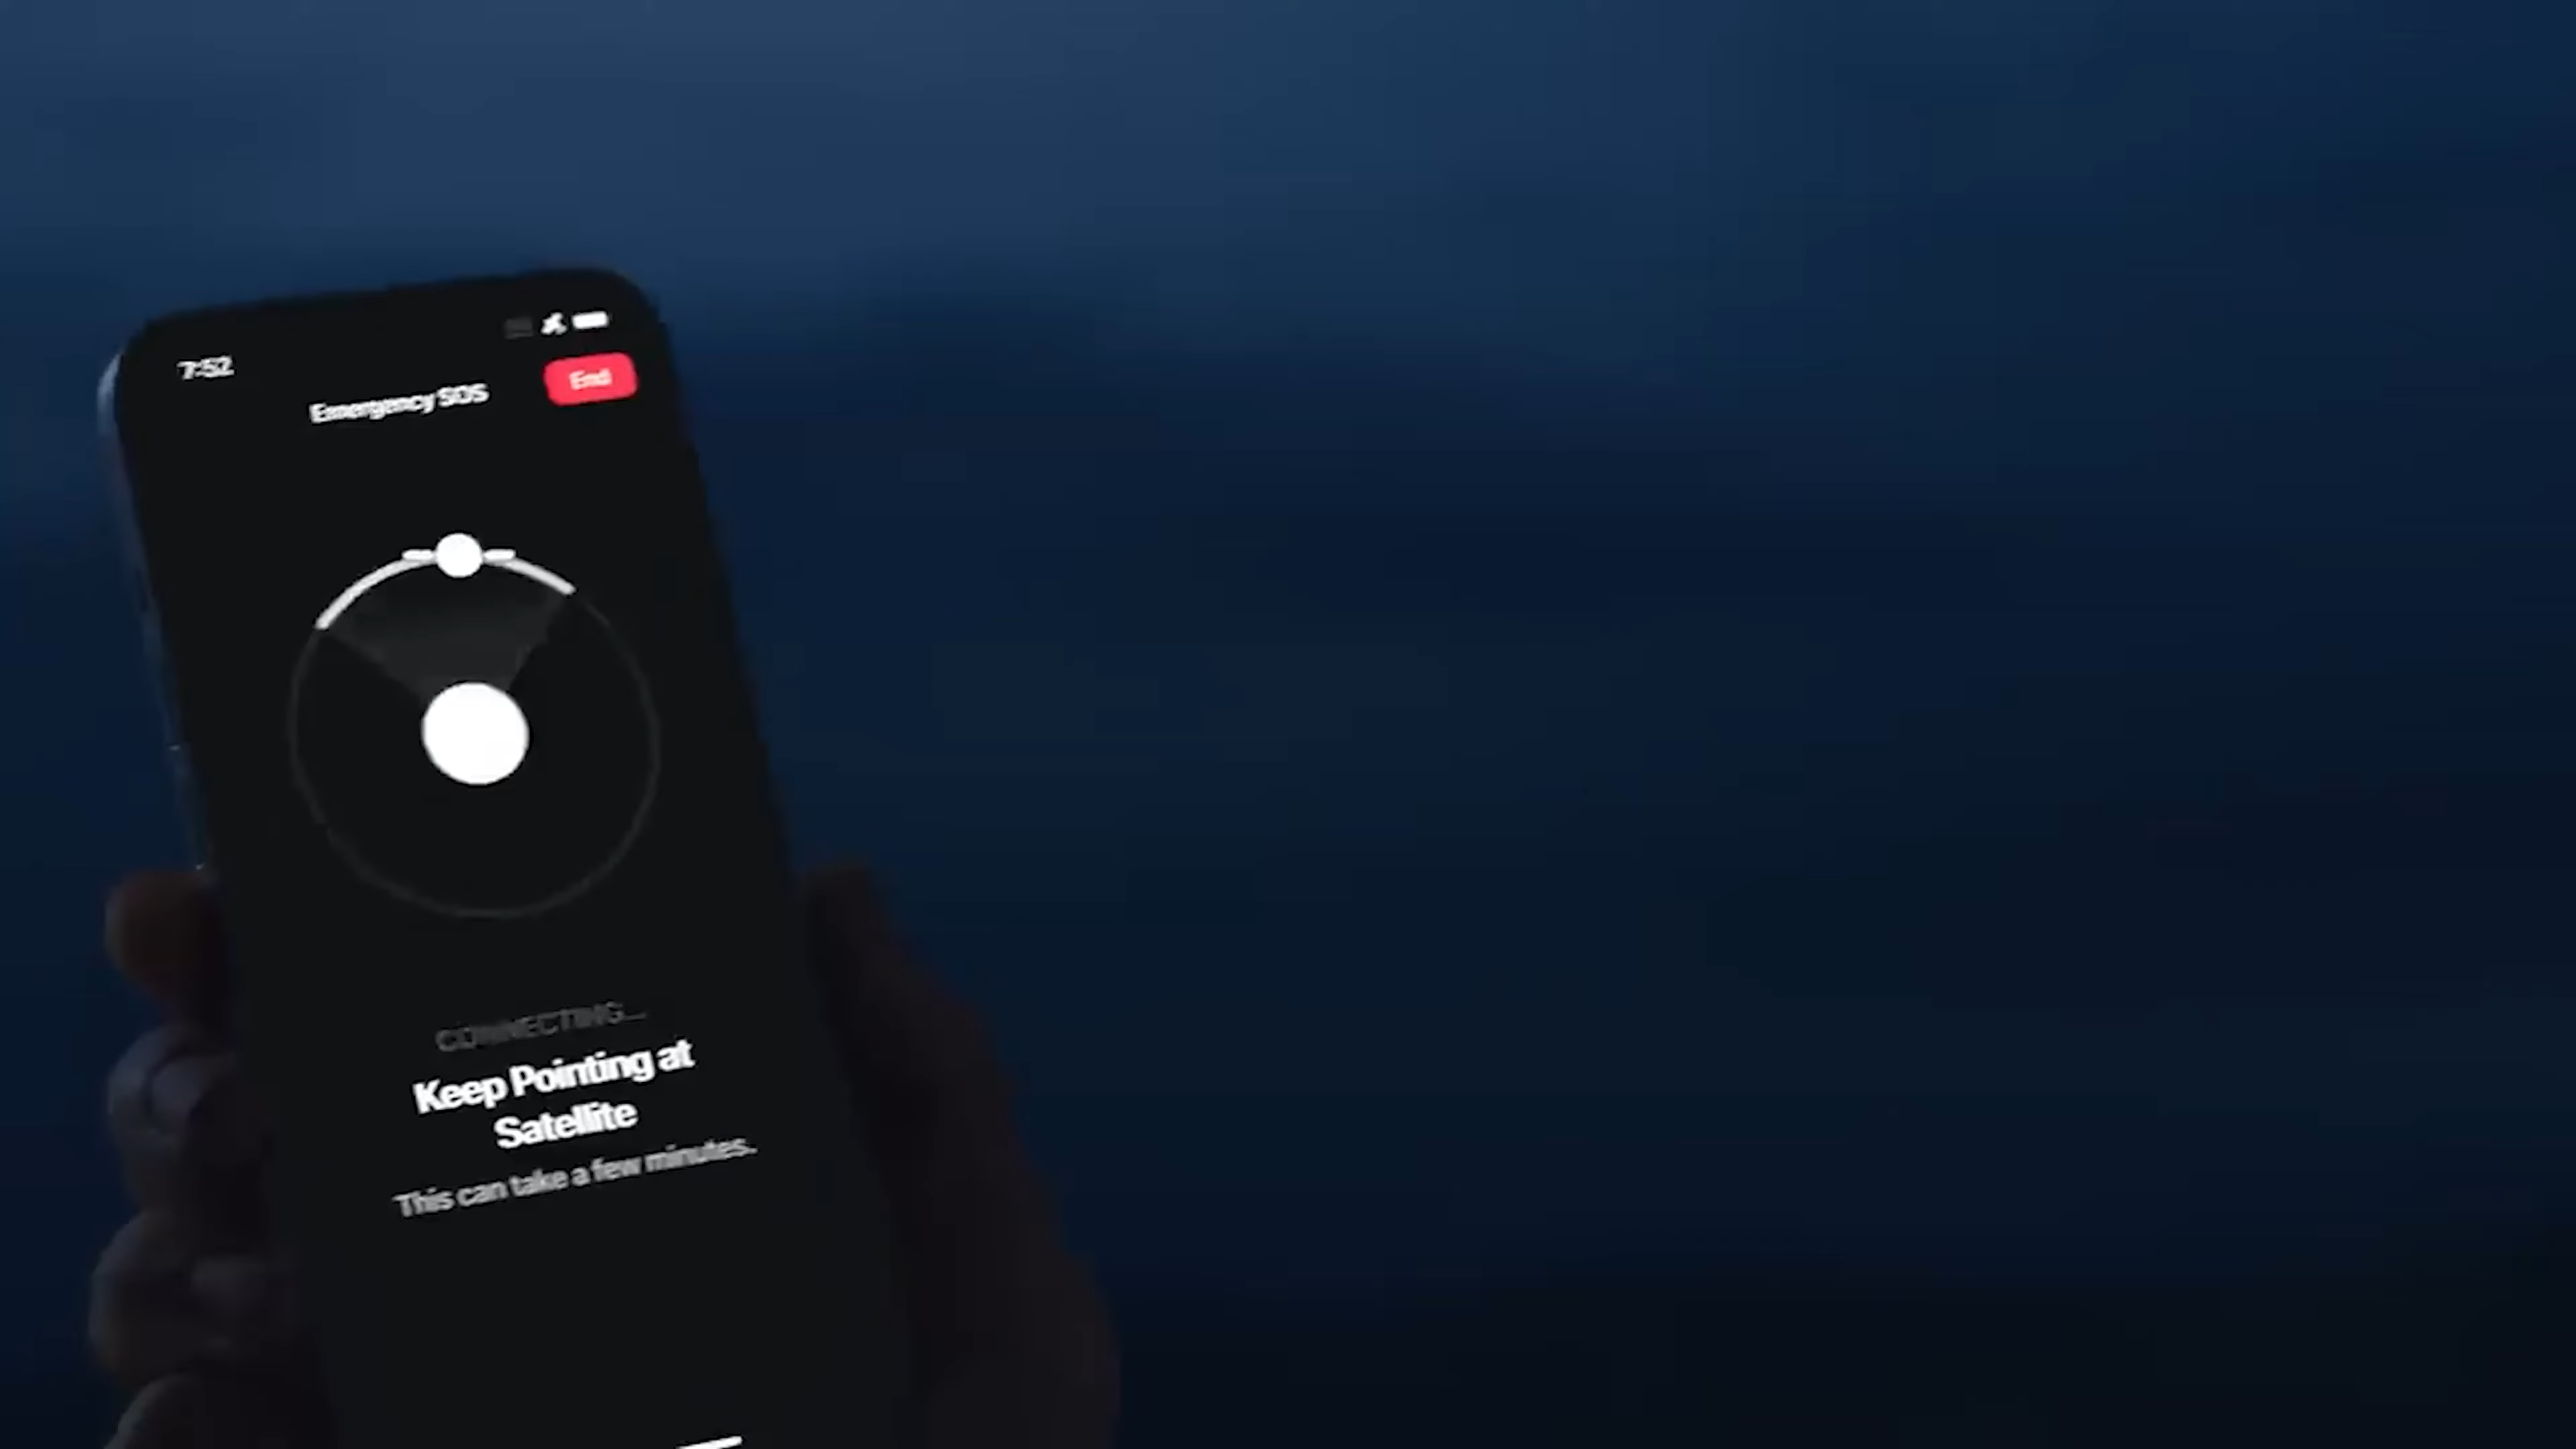 7:52
Emergency SOS
End
CONNECTING...
Keep Pointing at
Satellite
This can take a few minutes.